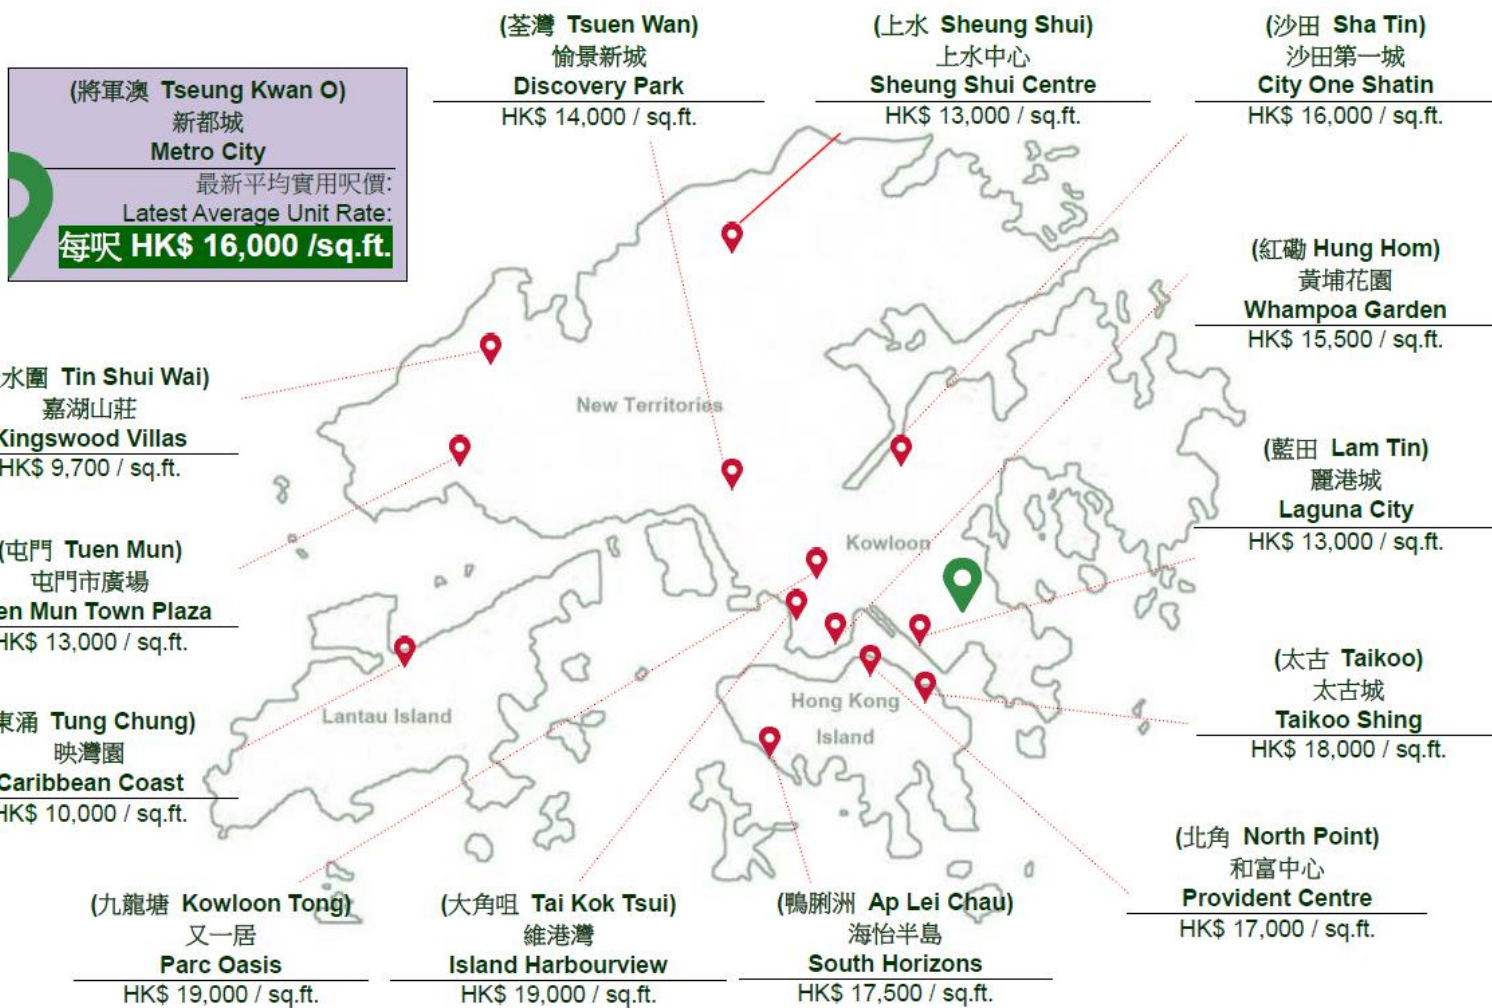 (將軍澳 Tseung Kwan O)
新都城
Metro City
最新平均實用呎價:
Latest Average Unit Rate:
每呎 HK$ 16,000 /sq.ft.
(荃灣 Tsuen Wan)
愉景新城
Discovery Park
HK$ 14,000 / sq.ft.
(上水 Sheung Shui)
上水中心
Sheung Shui Centre
HK$ 13,000 / sq.ft.
(沙田 Sha Tin)
沙田第一城
City One Shatin
HK$ 16,000 / sq.ft.
(紅磡 Hung Hom)
黃埔花園
Whampoa Garden
HK$ 15,500 / sq.ft.
水圍 Tin Shui Wai)
嘉湖山莊
Kingswood Villas
HK$ 9,700 / sq.ft.
New Territories
(藍田 Lam Tin)
麗港城
Laguna City
HK$ 13,000 / sq.ft.
(屯門 Tuen Mun)
屯門市廣場
en Mun Town Plaza
HK$ 13,000 / sq.ft.
Kowloon
(太古 Taikoo)
太古城
Taikoo Shing
HK$ 18,000 / sq.ft.
東涌 Tung Chung)
映灣園
Caribbean Coast
HK$ 10,000 / sq.ft.
Lantau Island
Hong Kong
Island
(北角 North Point)
和富中心
Provident Centre
HK$ 17,000 / sq.ft.
(九龍塘 Kowloon Tong)
又一居
Parc Oasis
HK$ 19,000 / sq.ft.
(大角咀 Tai Kok Tsui)
維港灣
Island Harbourview
HK$ 19,000 / sq.ft.
(鴨脷洲 Ap Lei Chau)
海怡半島
South Horizons
HK$ 17,500 / sq.ft.